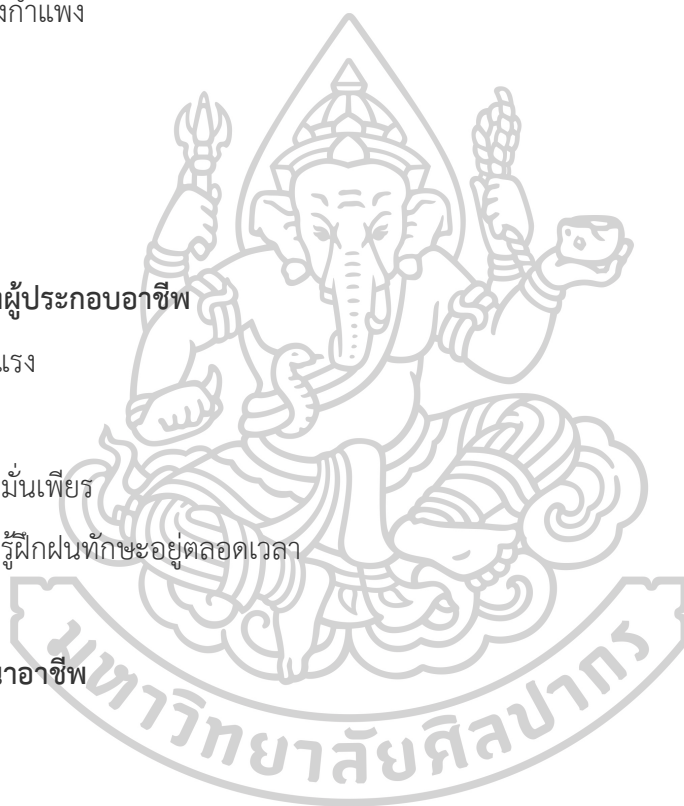 งกำแพง
ผู้ประกอบอาชีพ
แรง
มั่นเพียร
รู้ฝึกฝนทักษะอยู่ตลอดเวลา
าอาชีพ
มหาวิทยาลัยศิลปากร